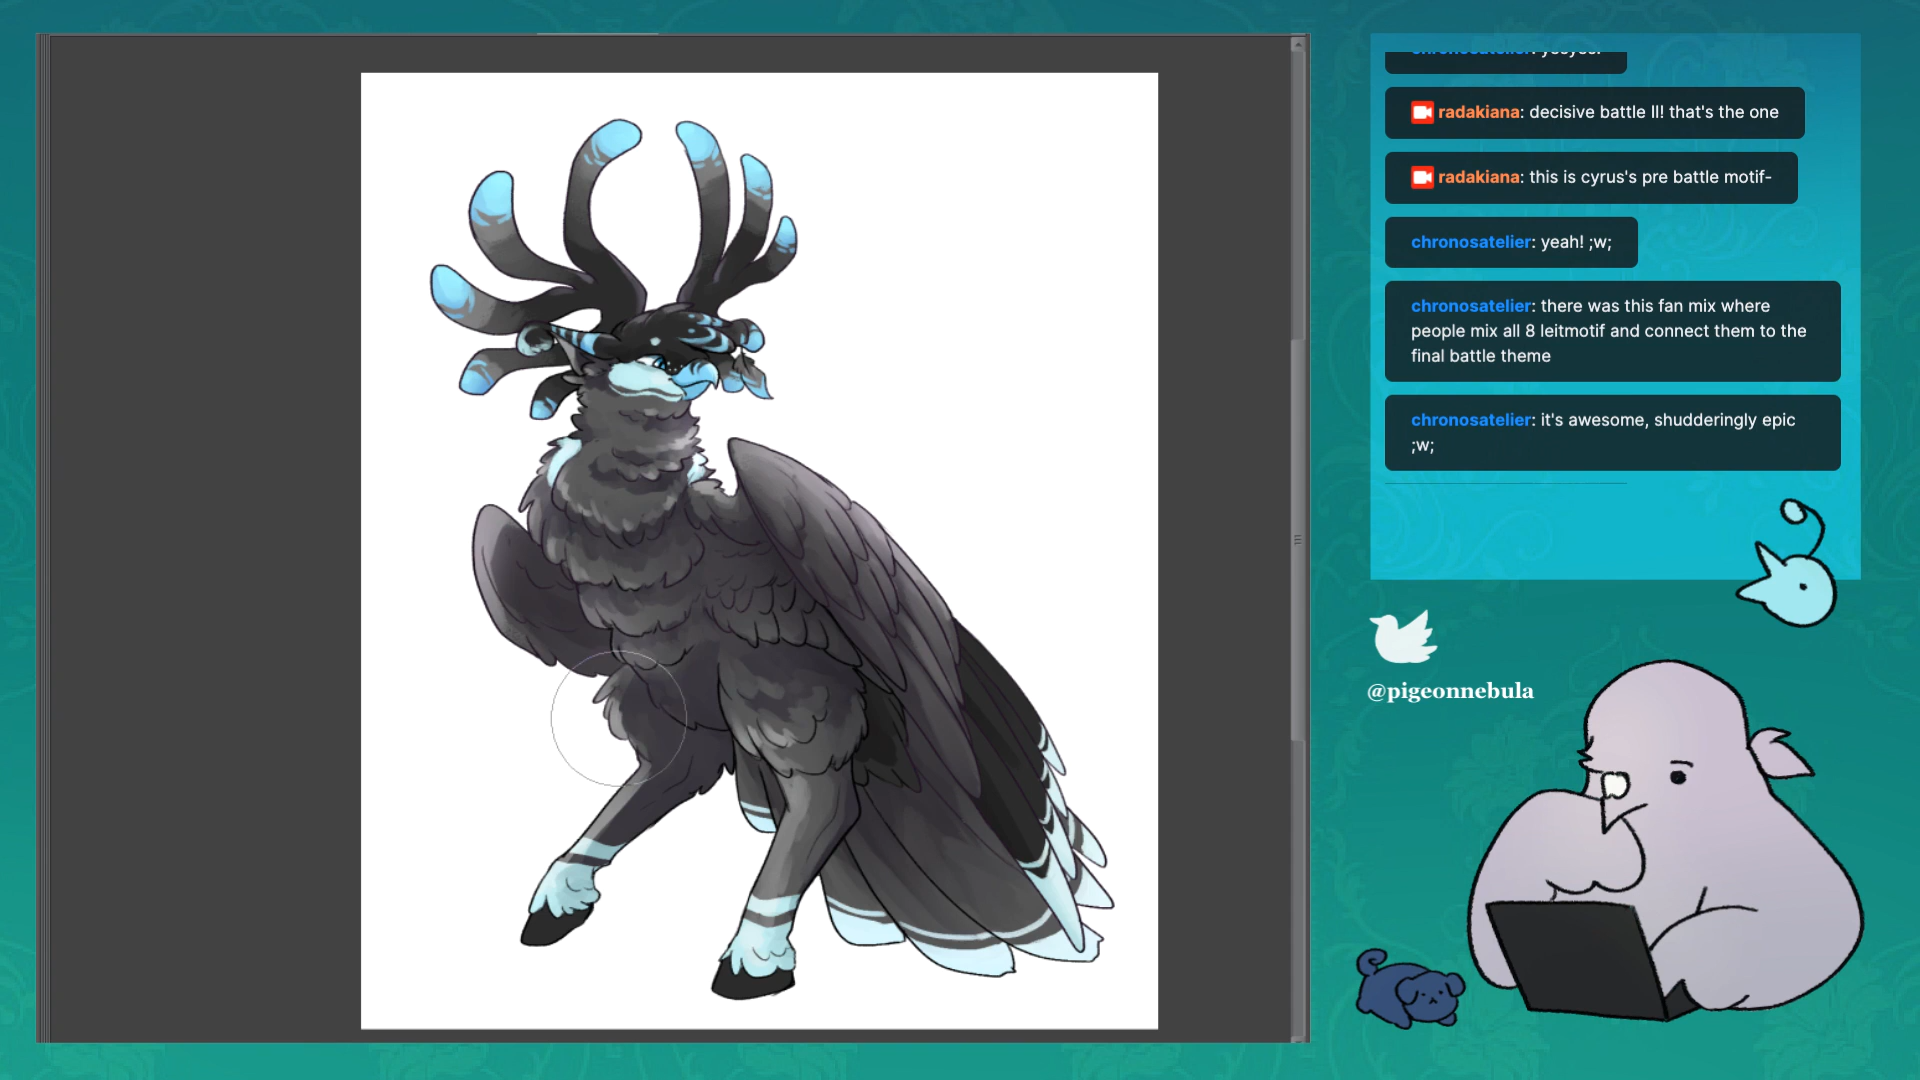 radakiana: decisive battle II! that's the one
radakiana: this is cyrus's pre battle motif-
chronosatelier: yeah! ;w;
chronosatelier: there was this fan mix where
people mix all 8 leitmotif and connect them to the
final battle theme
chronosatelier: it's awesome, shudderingly epic
;w;
@pigeonnebula